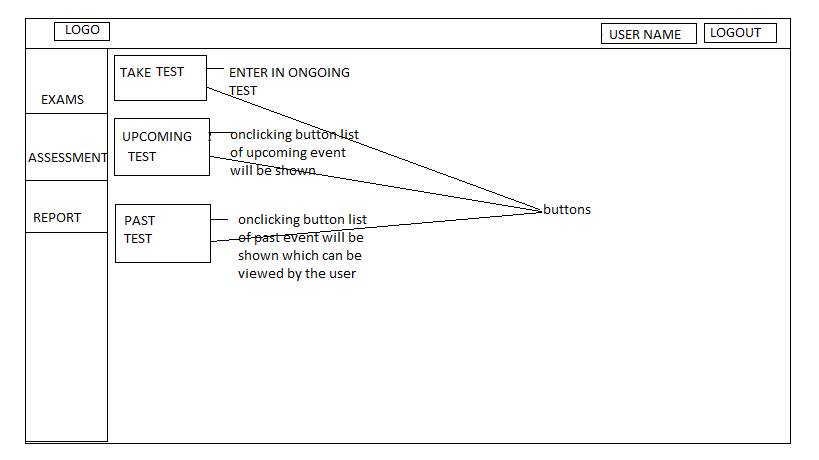 LOGO
USER NAME
LOGOUT
EXAMS
ASSESSMENT
REPORT
TAKE TEST
ENTER IN ONGOING
TEST
UPCOMING
TEST
onclicking button list
of upcoming event
will be shown
PAST
TEST
onclicking button list
of past event will be
shown which can be
viewed by the user
buttons